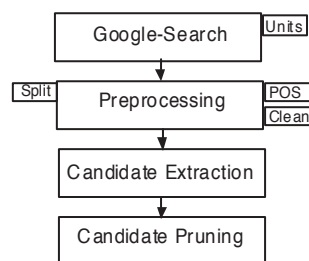 Google-Search
Units
Split
Preprocessing
POS
Clean
Candidate Extraction
Candidate Pruning